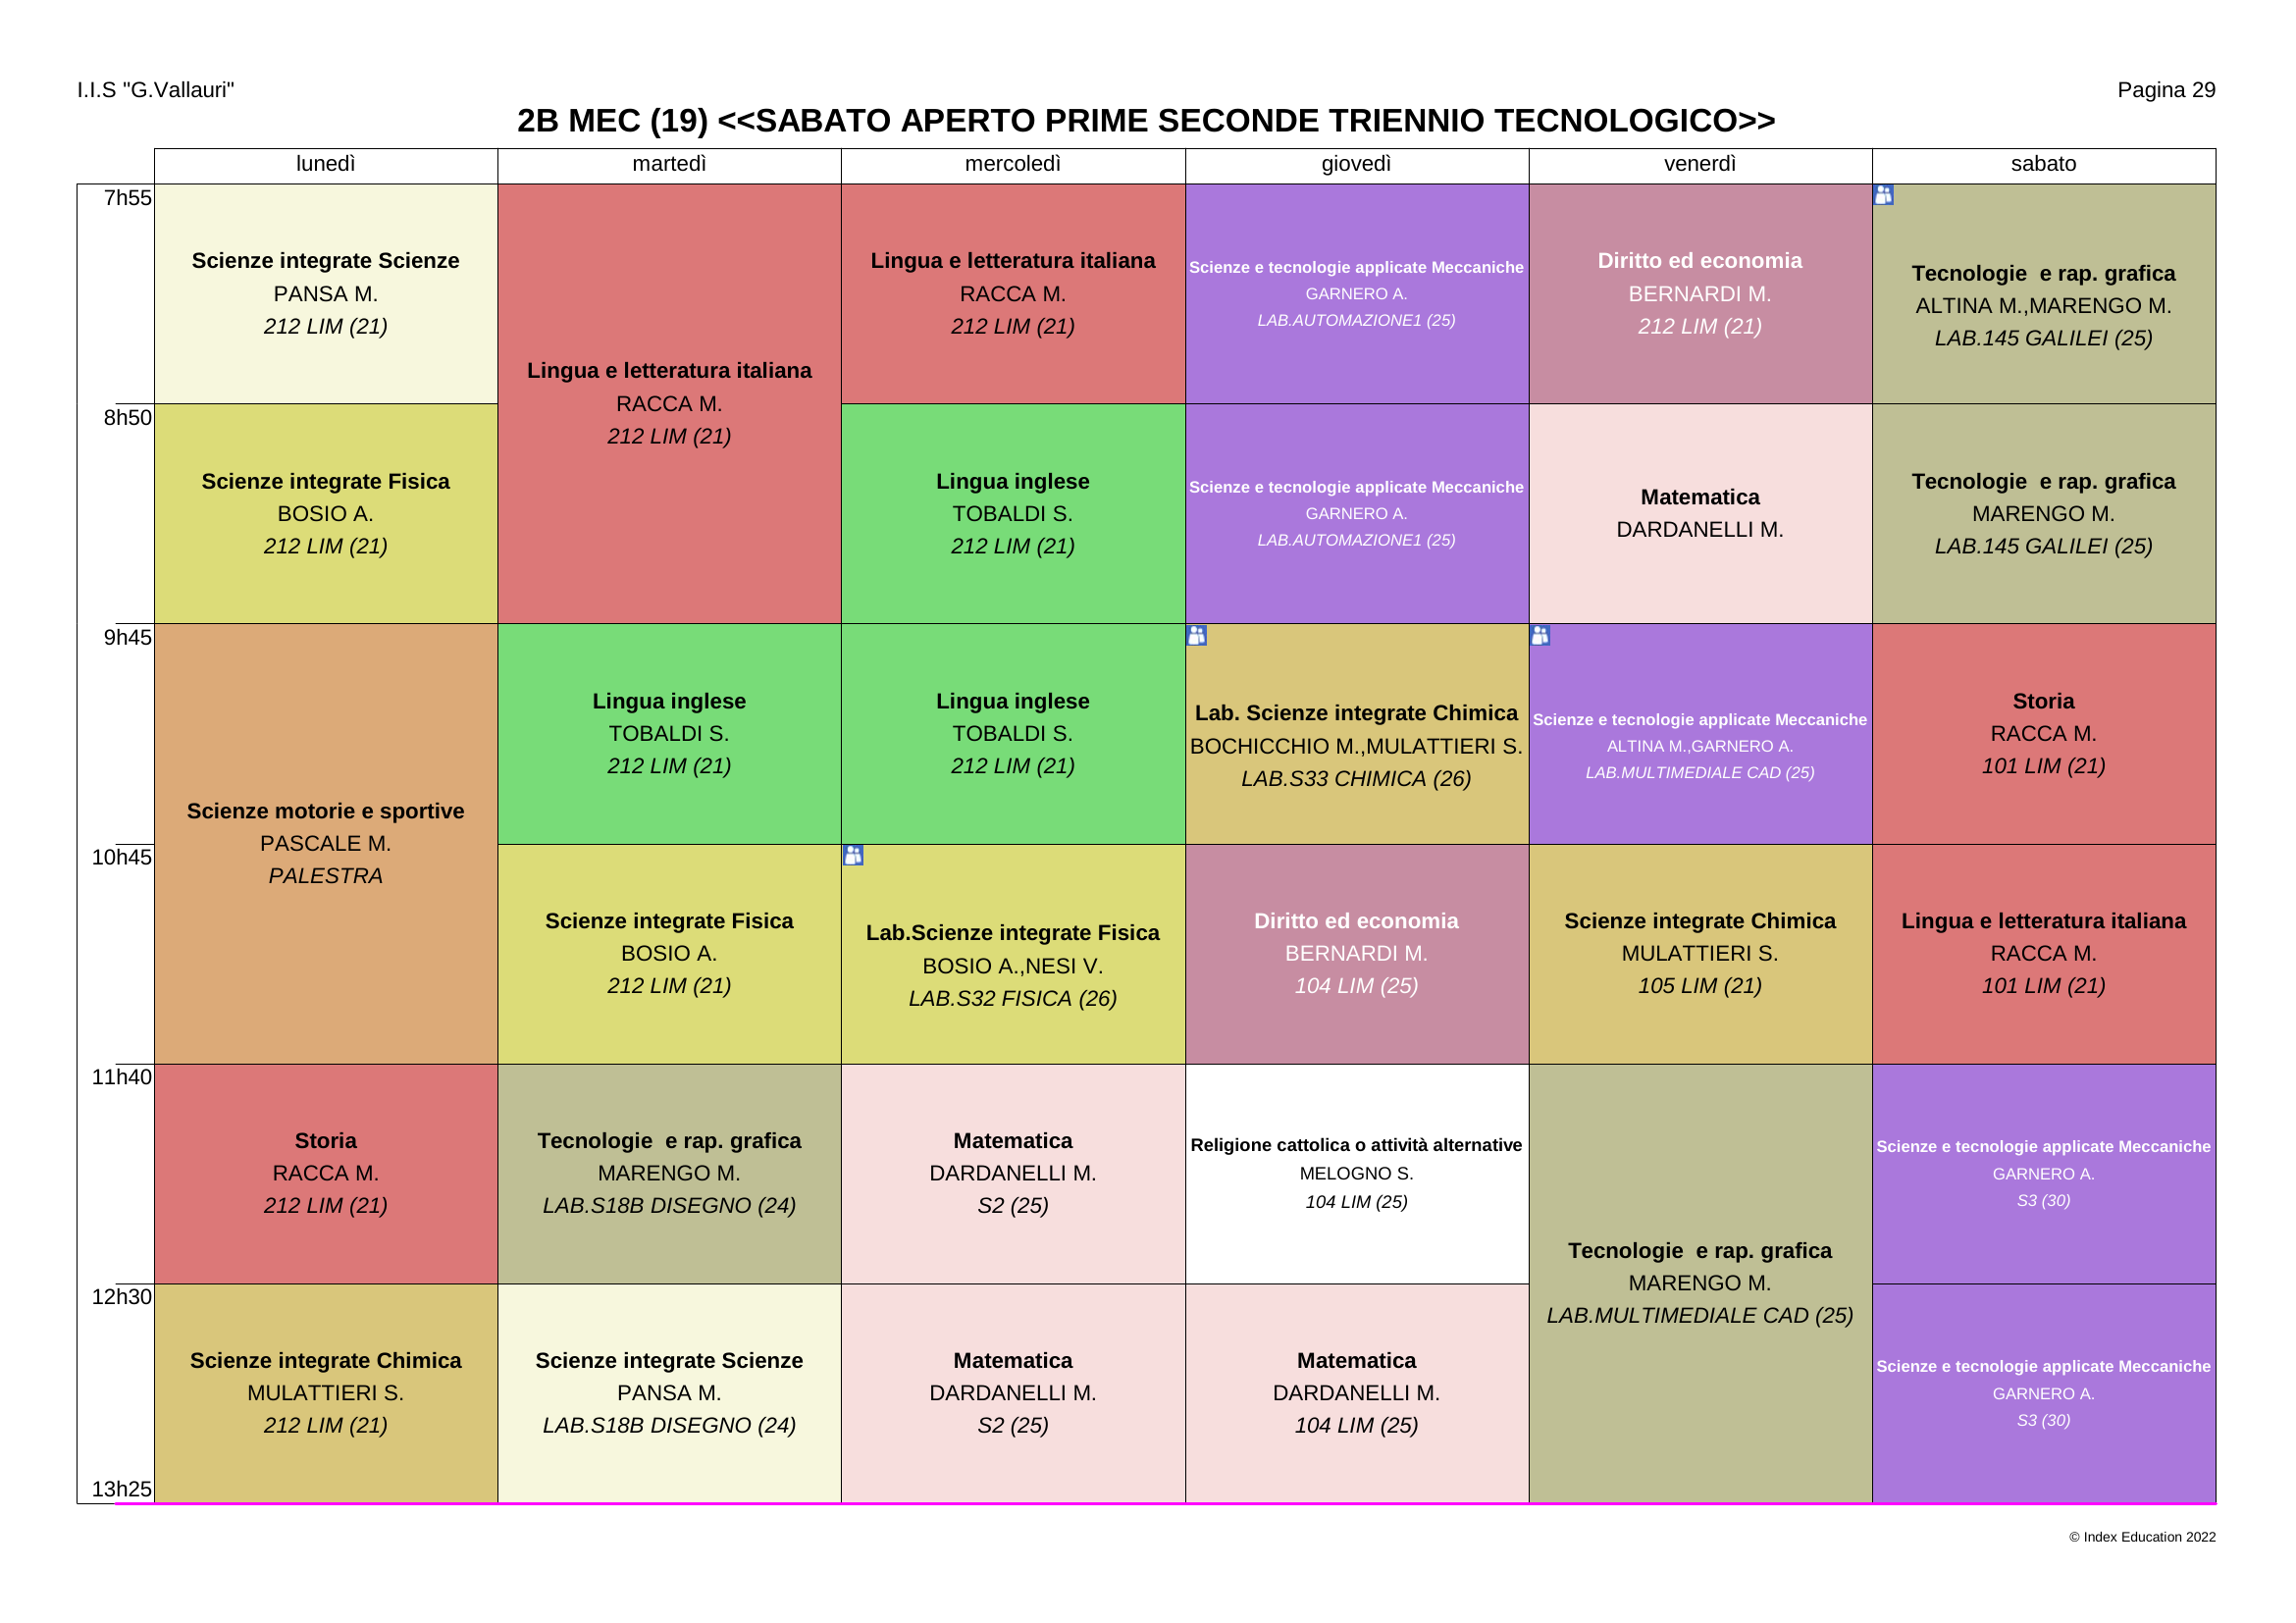 I.I.S "G.Vallauri"
Pagina 29
2B MEC (19) <<SABATO APERTO PRIME SECONDE TRIENNIO TECNOLOGICO>>
lunedì
martedì
mercoledì
giovedì
venerdì
sabato
7h55
Scienze integrate Scienze
PANSA M.
212 LIM (21)
Lingua e letteratura italiana
RACCA M.
212 LIM (21)
Lingua e letteratura italiana
RACCA M.
212 LIM (21)
Scienze e tecnologie applicate Meccaniche
GARNERO A.
LAB.AUTOMAZIONE1 (25)
Diritto ed economia
BERNARDI M.
212 LIM (21)
Tecnologie  e rap. grafica
ALTINA M.,MARENGO M.
LAB.145 GALILEI (25)
8h50
Scienze integrate Fisica
BOSIO A.
212 LIM (21)
Lingua inglese
TOBALDI S.
212 LIM (21)
Scienze e tecnologie applicate Meccaniche
GARNERO A.
LAB.AUTOMAZIONE1 (25)
Matematica
DARDANELLI M.
Tecnologie  e rap. grafica
MARENGO M.
LAB.145 GALILEI (25)
9h45
Scienze motorie e sportive
PASCALE M.
PALESTRA
Lingua inglese
TOBALDI S.
212 LIM (21)
Lingua inglese
TOBALDI S.
212 LIM (21)
Lab. Scienze integrate Chimica
BOCHICCHIO M.,MULATTIERI S.
LAB.S33 CHIMICA (26)
Scienze e tecnologie applicate Meccaniche
ALTINA M.,GARNERO A.
LAB.MULTIMEDIALE CAD (25)
Storia
RACCA M.
101 LIM (21)
10h45
Scienze integrate Fisica
BOSIO A.
212 LIM (21)
Lab.Scienze integrate Fisica
BOSIO A.,NESI V.
LAB.S32 FISICA (26)
Diritto ed economia
BERNARDI M.
104 LIM (25)
Scienze integrate Chimica
MULATTIERI S.
105 LIM (21)
Lingua e letteratura italiana
RACCA M.
101 LIM (21)
11h40
Storia
RACCA M.
212 LIM (21)
Tecnologie  e rap. grafica
MARENGO M.
LAB.S18B DISEGNO (24)
Matematica
DARDANELLI M.
S2 (25)
Religione cattolica o attività alternative
MELOGNO S.
104 LIM (25)
Tecnologie  e rap. grafica
MARENGO M.
LAB.MULTIMEDIALE CAD (25)
Scienze e tecnologie applicate Meccaniche
GARNERO A.
S3 (30)
12h30
Scienze integrate Chimica
MULATTIERI S.
212 LIM (21)
Scienze integrate Scienze
PANSA M.
LAB.S18B DISEGNO (24)
Matematica
DARDANELLI M.
S2 (25)
Matematica
DARDANELLI M.
104 LIM (25)
Scienze e tecnologie applicate Meccaniche
GARNERO A.
S3 (30)
13h25
© Index Education 2022